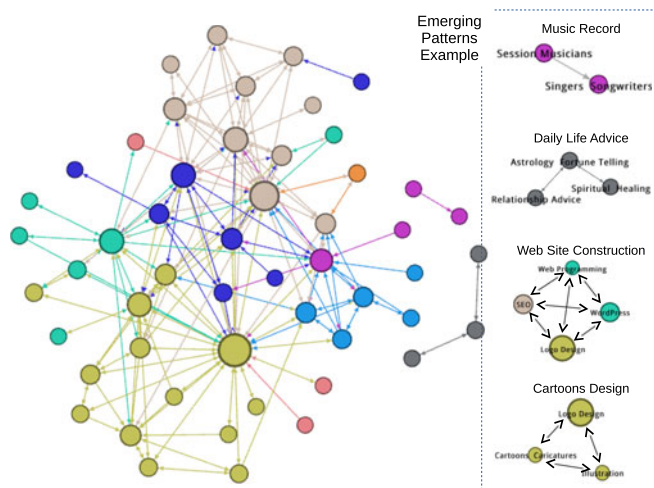 Emerging
Patterns
Example
Music Record
Session Musicians
Singers Songwriters
Daily Life Advice
Astrology Fortune Telling
Spiritual Healing
Relationship Advice
Web Site Construction
Web Programming
SEO
WordPress
Logo Design
Cartoons Design
Logo Design
Cartoons Caricatures
Illustration